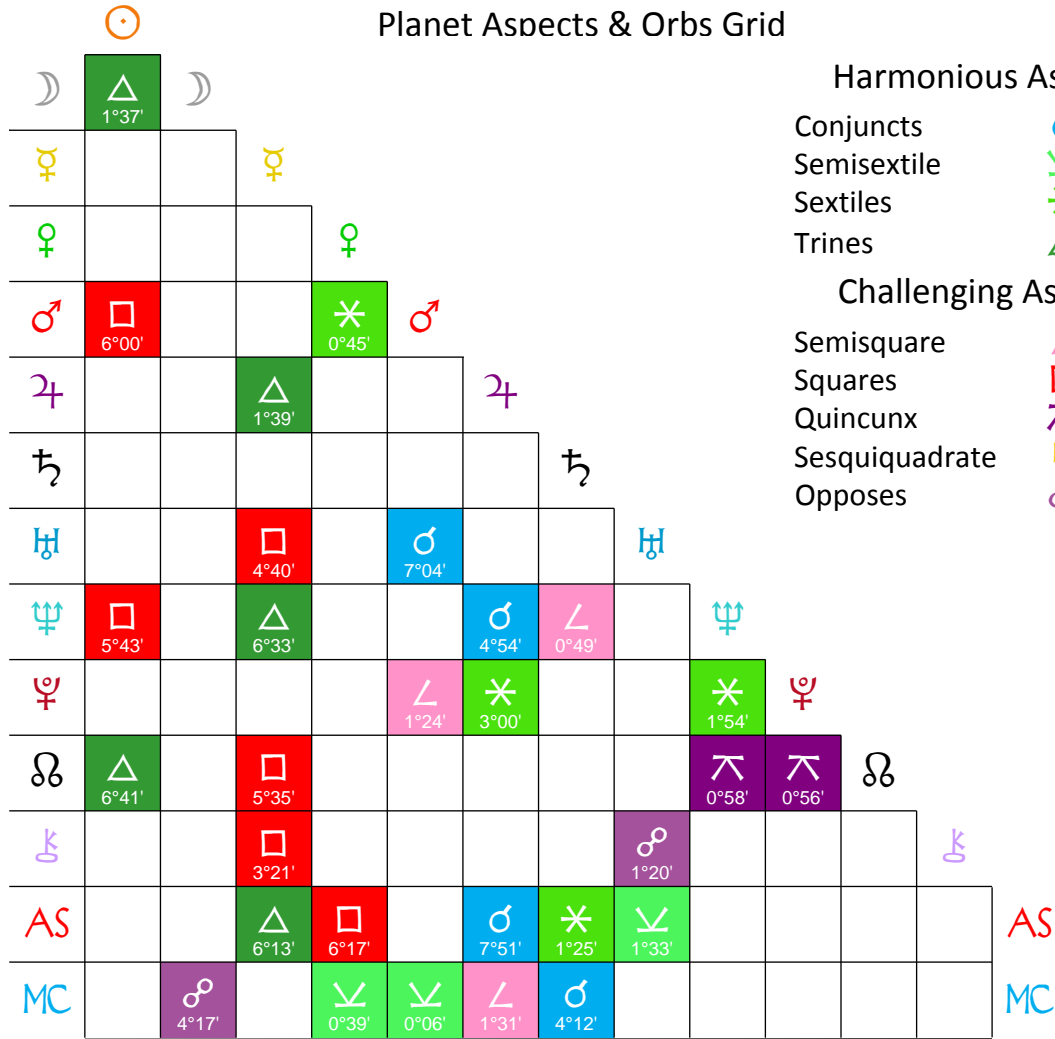 ☉ Planet Aspects & Orbs Grid
Harmonious As
Conjuncts
Semisextile
Sextiles
Trines
Challenging As
Semisquare
Squares
Quincunx
Sesquiquadrate
Opposes
☽ △ 1°37' ☽
☿ ☿
♀ ♀
♂ □ 6°00' ⚹ 0°45' ♂
♃ △ 1°39' ♃
♄ ♄
♅ □ 4°40' ☌ 7°04' ♅
♆ □ 5°43' △ 6°33' ☌ 4°54' ∠ 0°49' ♆
♇ ∠ 1°24' ⚹ 3°00' ⚹ 1°54' ♇
☊ △ 6°41' □ 5°35' ⚻ 0°58' ⚻ 0°56' ☊
⚷ □ 3°21' ☍ 1°20' ⚷
AS △ 6°13' □ 6°17' ☌ 7°51' ⚹ 1°25' ⚺ 1°33' AS
MC ☍ 4°17' ⚺ 0°39' ⚺ 0°06' ∠ 1°31' ☌ 4°12' MC